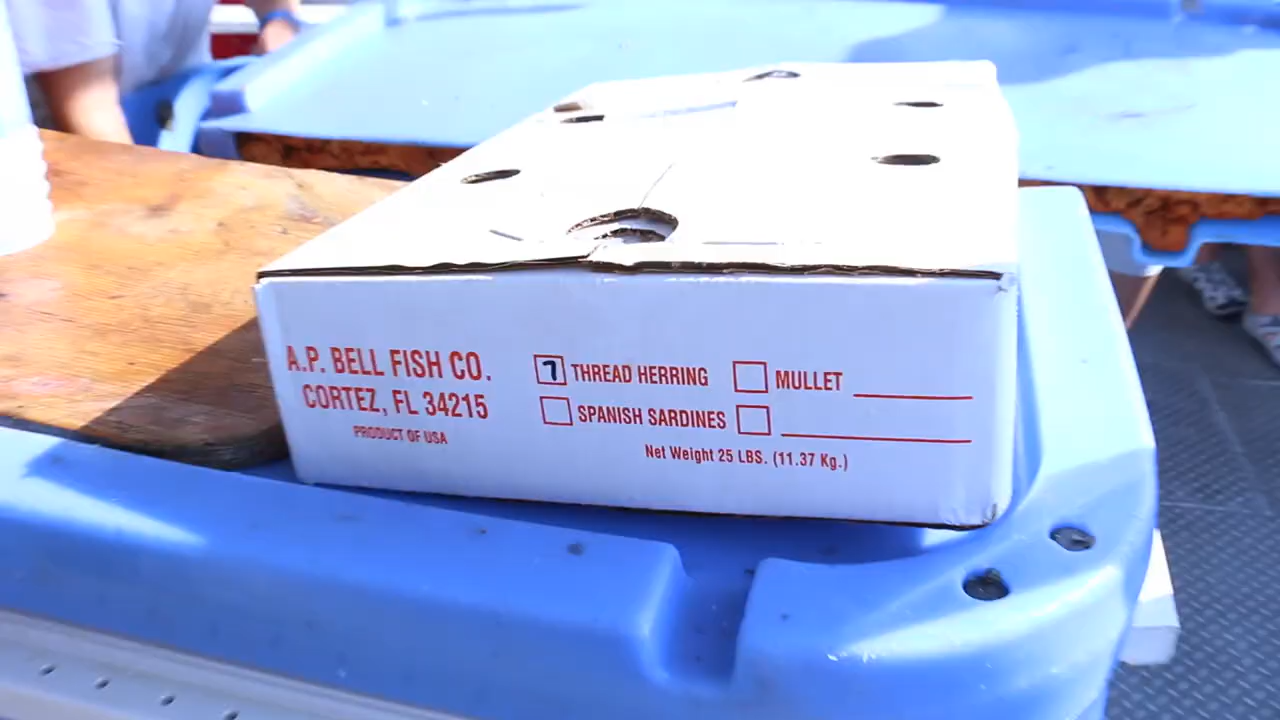 A.P. BELL FISH CO.
CORTEZ, FL 34215
PRODUCT OF USA
7 THREAD HERRING
MULLET
SPANISH SARDINES
Net Weight 25 LBS. (11.37 Kg.)